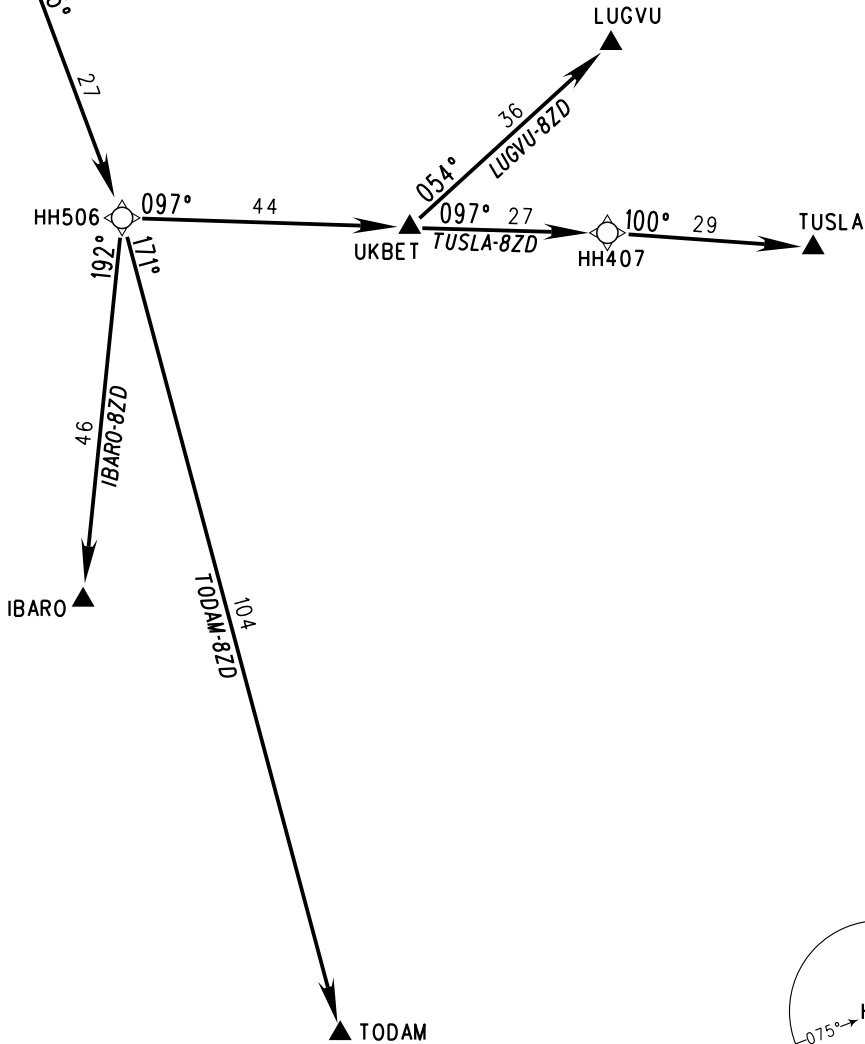 LUGVU
27
36
LUGVU-8ZD
054°
HH506
097°
44
097°
27
100°
29
TUSLA
UKBET
TUSLA-8ZD
HH407
192°
171°
46
IBARO-8ZD
IBARO
104
TODAM-8ZD
TODAM
075°
H